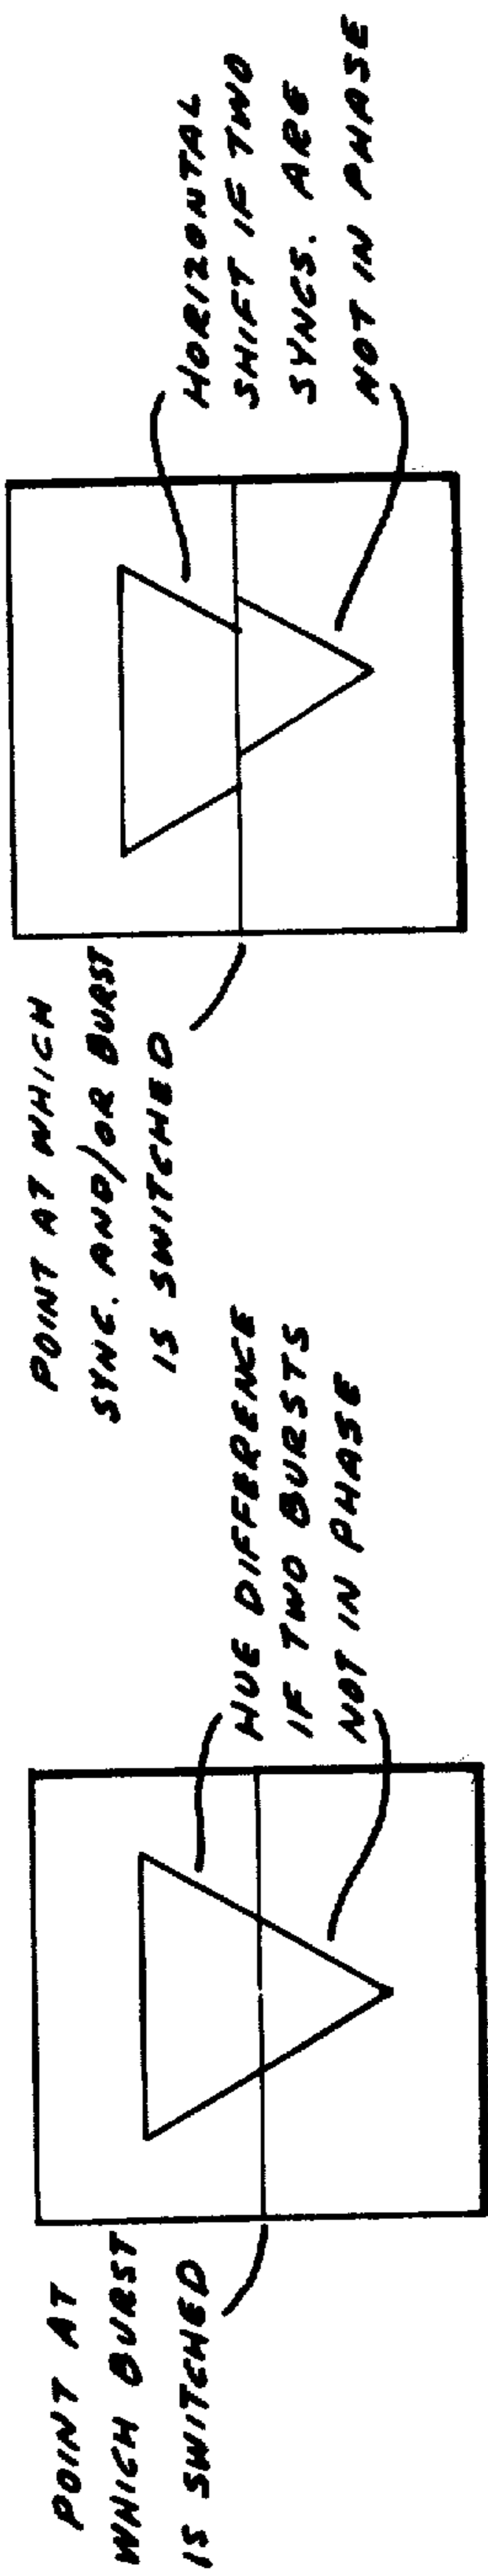 POINT AT
WHICH BURST
IS SWITCHED
HUE DIFFERENCE
IF TWO BURSTS
NOT IN PHASE
POINT AT WHICH
SYNC. AND/OR BURST
IS SWITCHED
HORIZONTAL
SHIFT IF TWO
SYNCS. ARE
NOT IN PHASE